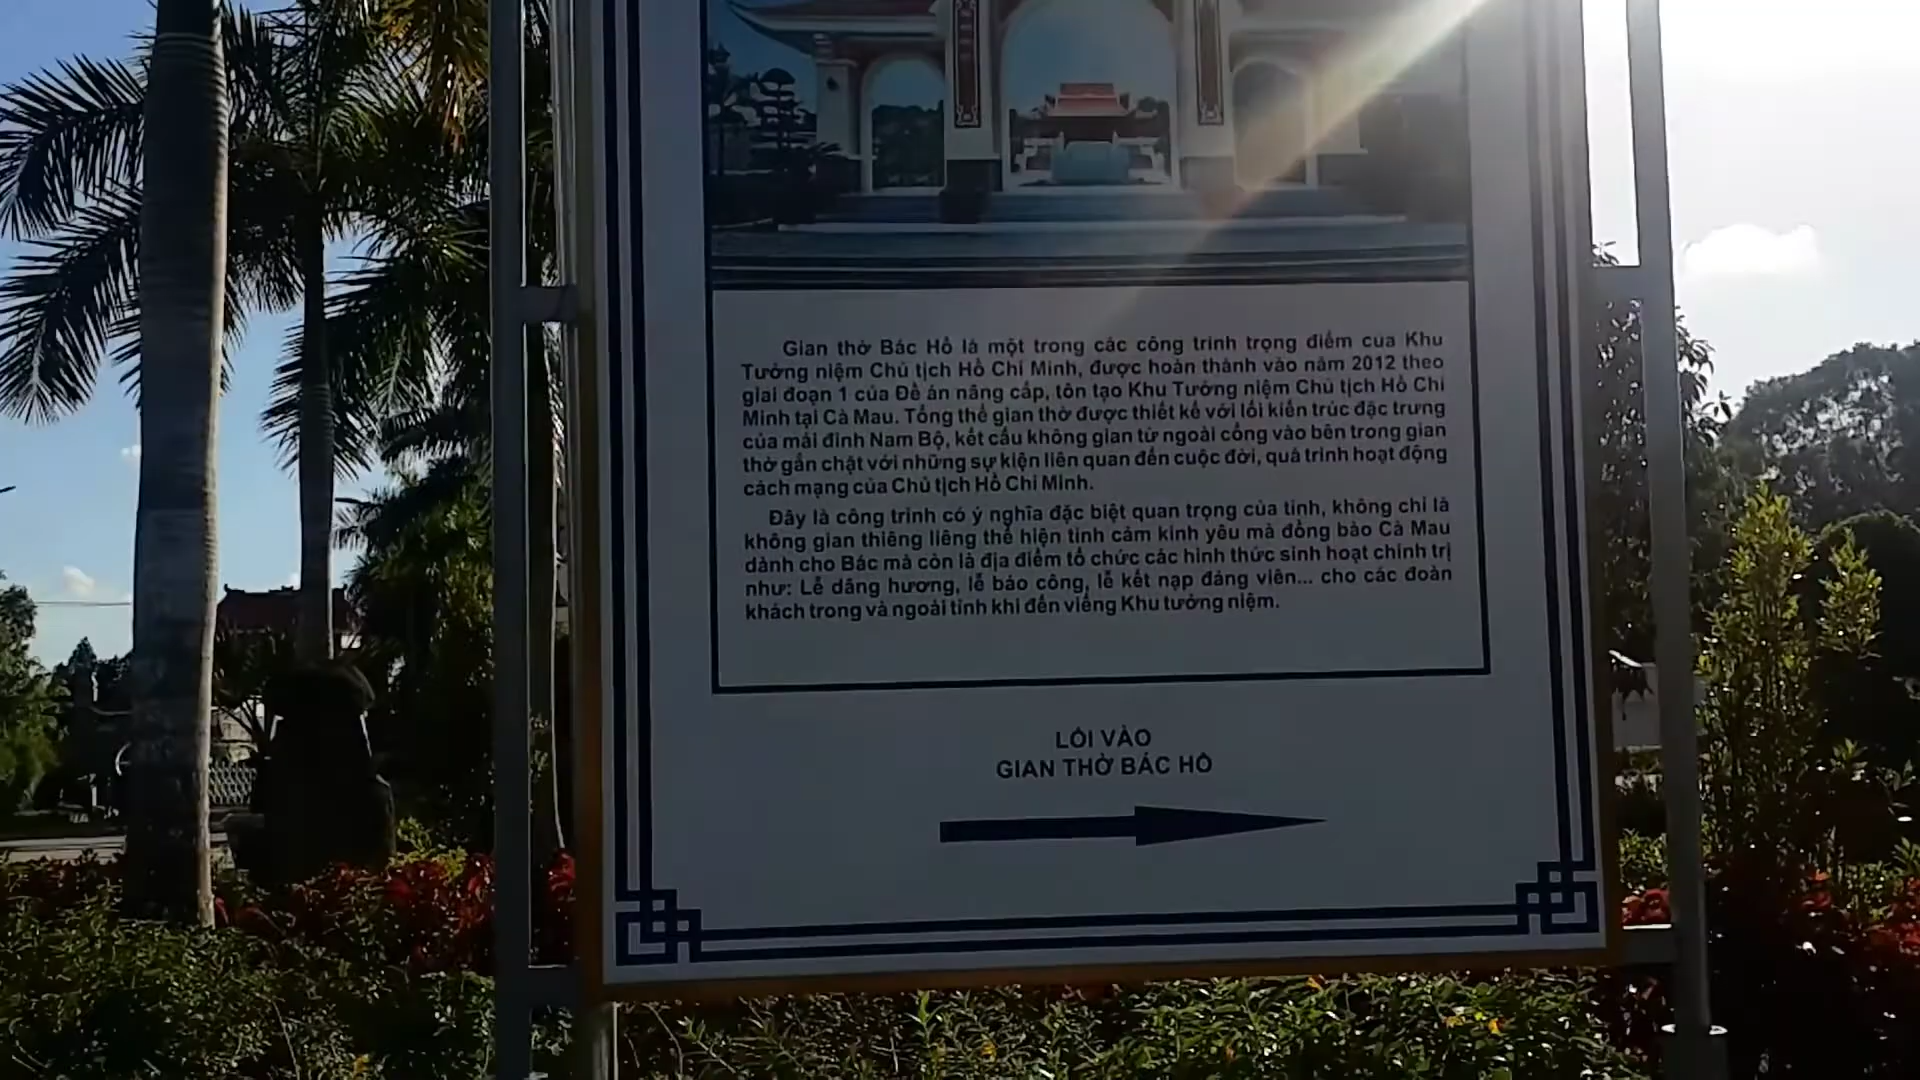 Gian thờ Bác Hồ là một trong các công trình trọng điểm của Khu
Tưởng niệm Chủ tịch Hồ Chí Minh, được hoàn thành vào năm 2012 theo
giai đoạn 1 của Đề án nâng cấp, tôn tạo Khu Tưởng niệm Chủ tịch Hồ Chí
Minh tại Cà Mau. Tổng thể gian thờ được thiết kế với lối kiến trúc đặc trưng
của mái đình Nam Bộ, kết cấu không gian từ ngoài cổng vào bên trong gian
thờ gắn chặt với những sự kiện liên quan đến cuộc đời, quá trình hoạt động
cách mạng của Chủ tịch Hồ Chí Minh.
Đây là công trình có ý nghĩa đặc biệt quan trọng của tỉnh, không chỉ là
không gian thiêng liêng thể hiện tình cảm kính yêu mà đồng bào Cà Mau
dành cho Bác mà còn là địa điểm tổ chức các hình thức sinh hoạt chính trị
như: Lễ dâng hương, lễ báo công, lễ kết nạp đảng viên... cho các đoàn
khách trong và ngoài tỉnh khi đến viếng Khu tưởng niệm.
LỐI VÀO
GIAN THỜ BÁC HỒ